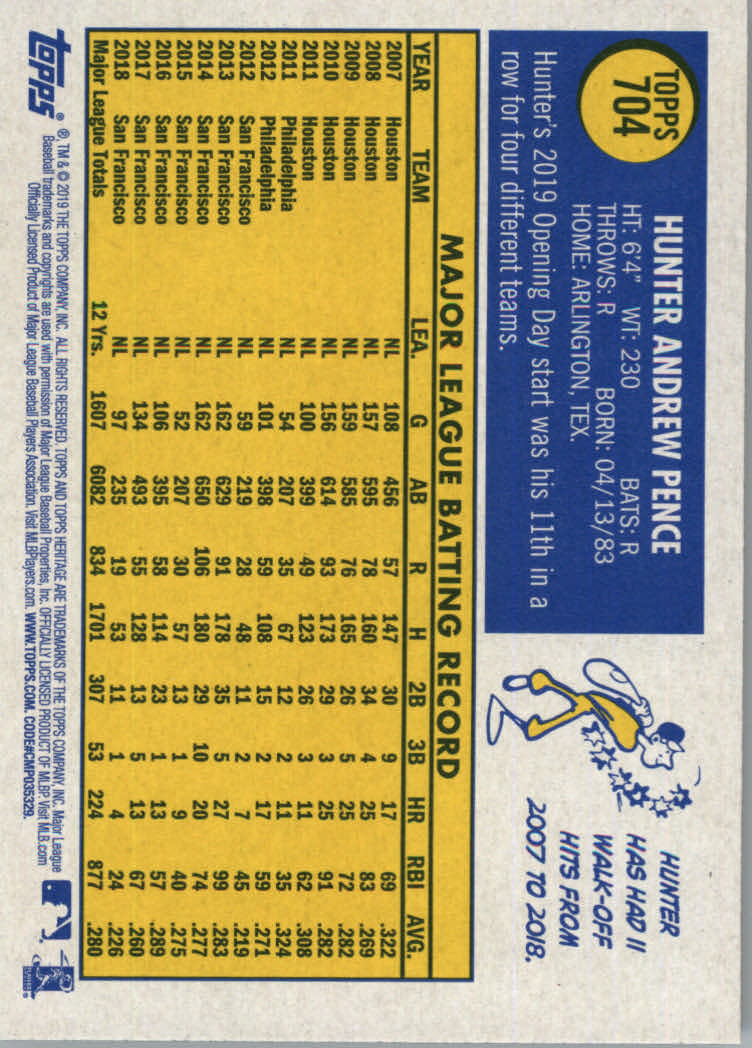 TOPPS
704
HUNTER ANDREW PENCE
HT: 6'4" WT: 230 BATS: R
THROWS: R BORN: 04/13/83
HOME: ARLINGTON, TEX.
Hunter's 2019 Opening Day start was his 11th in a
row for four different teams.
HUNTER
HAS HAD 11
WALK-OFF
HITS FROM
2007 TO 2018.
MAJOR LEAGUE BATTING RECORD
YEAR TEAM LEA. G AB R H 2B 3B HR RBI AVG.
2007 Houston NL 108 456 57 147 30 9 17 69 .322
2008 Houston NL 157 595 78 160 34 4 25 83 .269
2009 Houston NL 159 585 76 165 26 5 25 72 .282
2010 Houston NL 156 614 93 173 29 3 25 91 .282
2011 Houston NL 100 399 49 123 26 3 11 62 .308
2011 Philadelphia NL 54 207 35 67 12 2 11 35 .324
2012 Philadelphia NL 101 398 59 108 15 2 17 59 .271
2012 San Francisco NL 59 219 28 48 11 2 7 45 .219
2013 San Francisco NL 162 629 91 178 35 5 27 99 .283
2014 San Francisco NL 162 650 106 180 29 10 20 74 .277
2015 San Francisco NL 52 207 30 57 13 1 9 40 .275
2016 San Francisco NL 106 395 58 114 23 1 13 57 .289
2017 San Francisco NL 134 493 55 128 13 5 13 67 .260
2018 San Francisco NL 97 235 19 53 11 1 4 24 .226
Major League Totals 12 Yrs. 1607 6082 834 1701 307 53 224 877 .280
topps®
® TM & © 2019 THE TOPPS COMPANY, INC. ALL RIGHTS RESERVED. TOPPS AND TOPPS HERITAGE ARE TRADEMARKS OF THE TOPPS COMPANY, INC. Major League
Baseball trademarks and copyrights are used with permission of Major League Baseball Properties, Inc. OFFICIALLY LICENSED PRODUCT OF MLBP. Visit MLB.com
Officially Licensed Product of Major League Baseball Players Association. Visit MLBPlayers.com. WWW.TOPPS.COM. CODE#CMP035329.